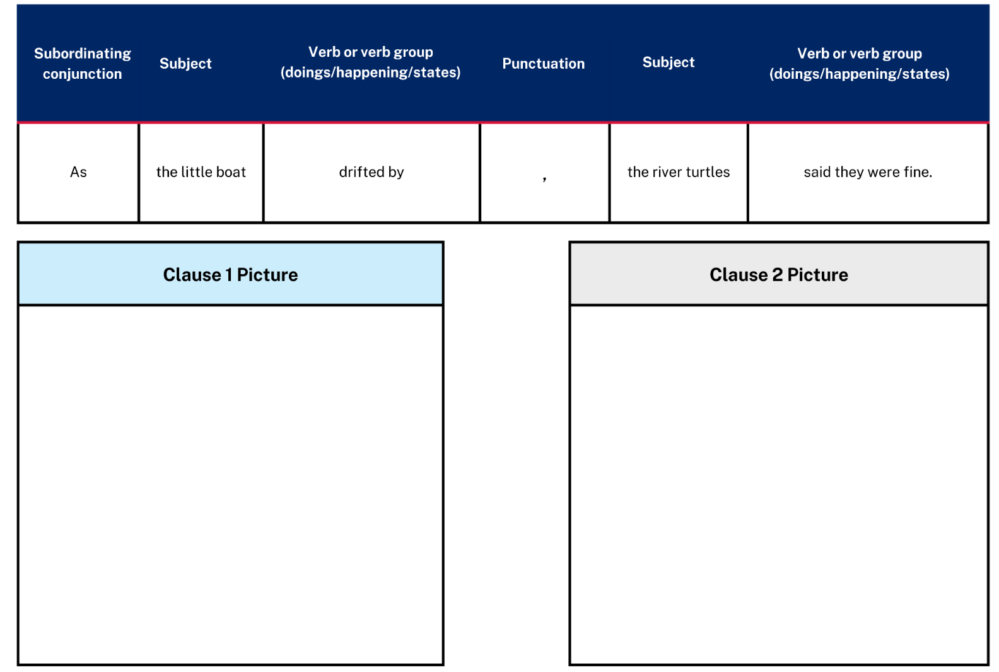 Subordinating
conjunction
Subject
Verb or verb group
(doings/happening/states)
Punctuation
Subject
Verb or verb group
(doings/happening/states)
As
the little boat
drifted by
,
the river turtles
said they were fine.
Clause 1 Picture
Clause 2 Picture